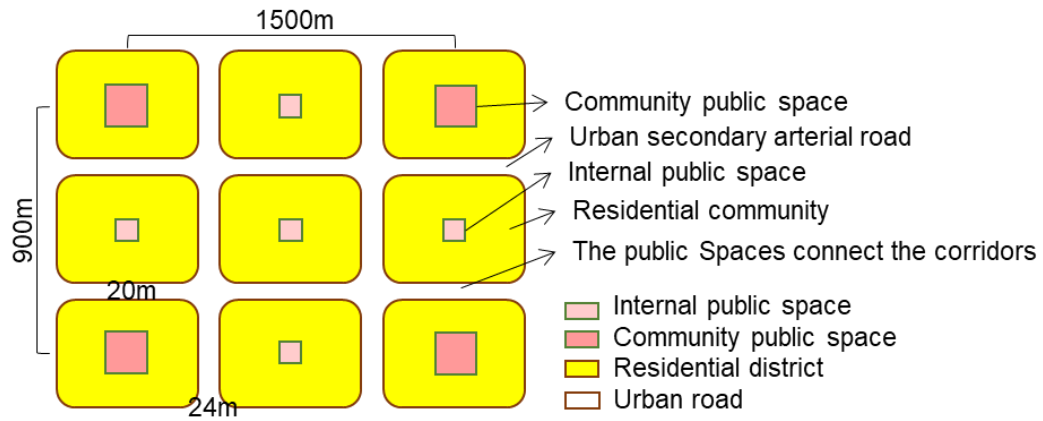 1500m
900m
20m
24m
Community public space
Urban secondary arterial road
Internal public space
Residential community
The public Spaces connect the corridors
Internal public space
Community public space
Residential district
Urban road